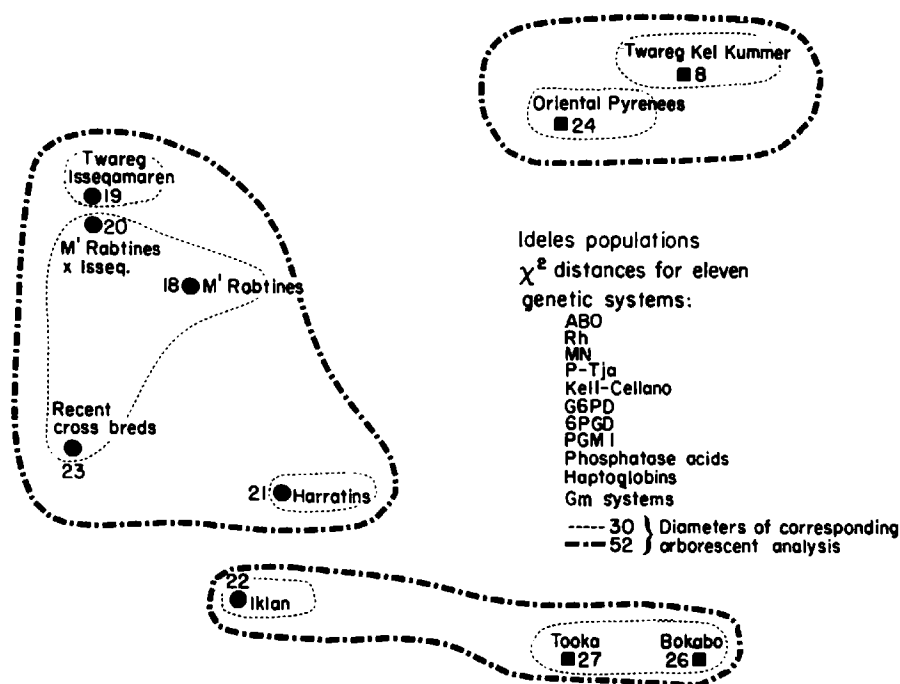 Twareg Kel Kummer
8
Oriental Pyrenees
24
Twareg
Isseqamaren
19
20
M' Rabtines
x Isseq.
18 M' Rabtines
Recent
cross breds
23
21 Harratins
Ideles populations
χ² distances for eleven
genetic systems:
ABO
Rh
MN
P-Tja
Kell-Cellano
G6PD
6PGD
PGM I
Phosphatase acids
Haptoglobins
Gm systems
30 } Diameters of corresponding
52 } arborescent analysis
22
Iklan
Tooka
27
Bokabo
26